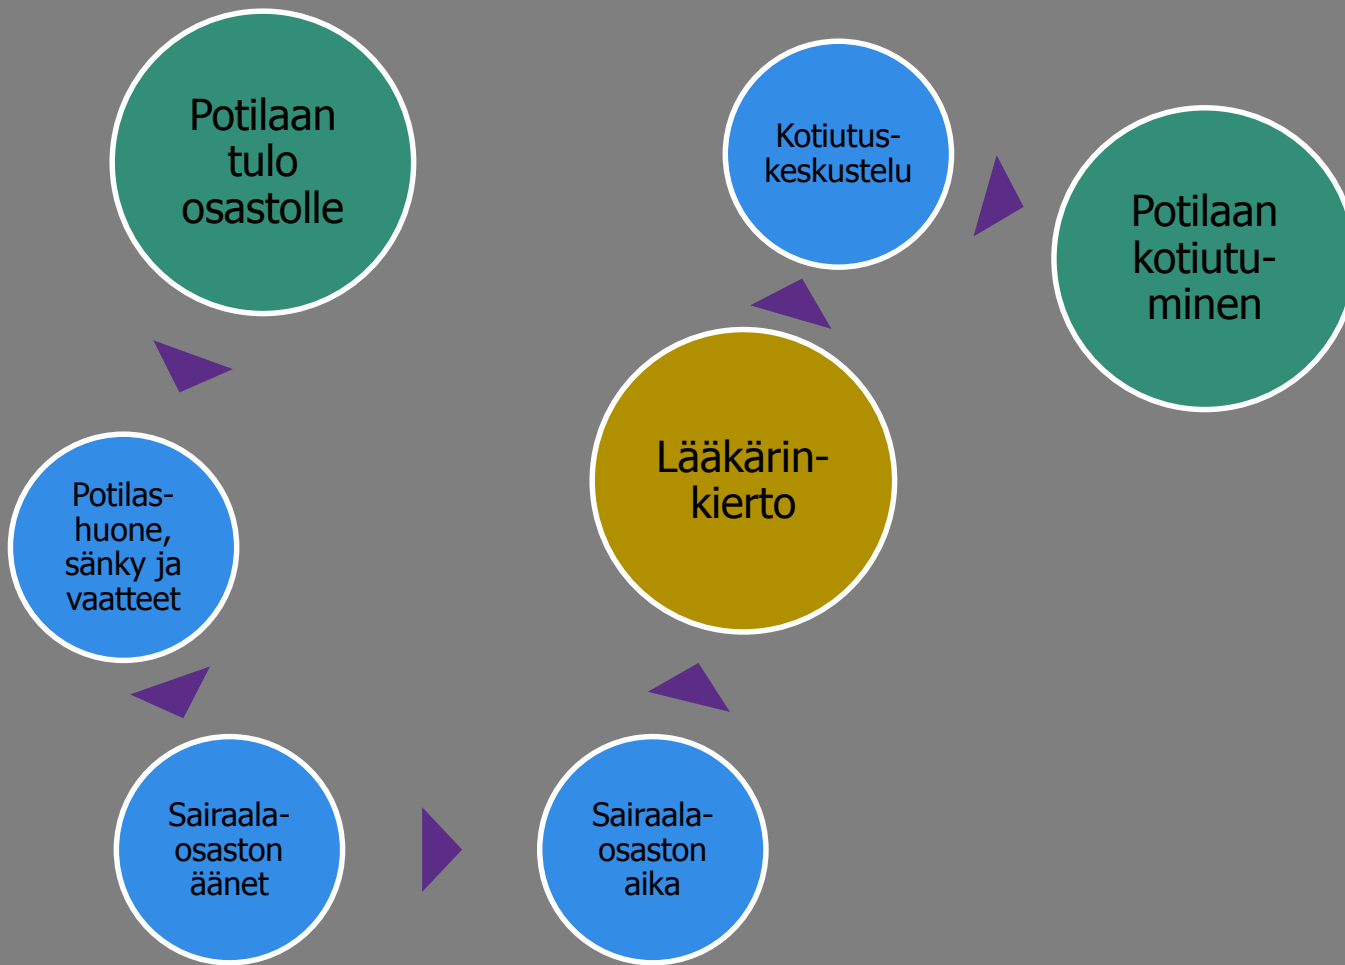 Potilaan
tulo
osastolle
Potilas-
huone,
sänky ja
vaatteet
Sairaala-
osaston
äänet
Sairaala-
osaston
aika
Lääkärin-
kierto
Kotiutus-
keskustelu
Potilaan
kotiutu-
minen